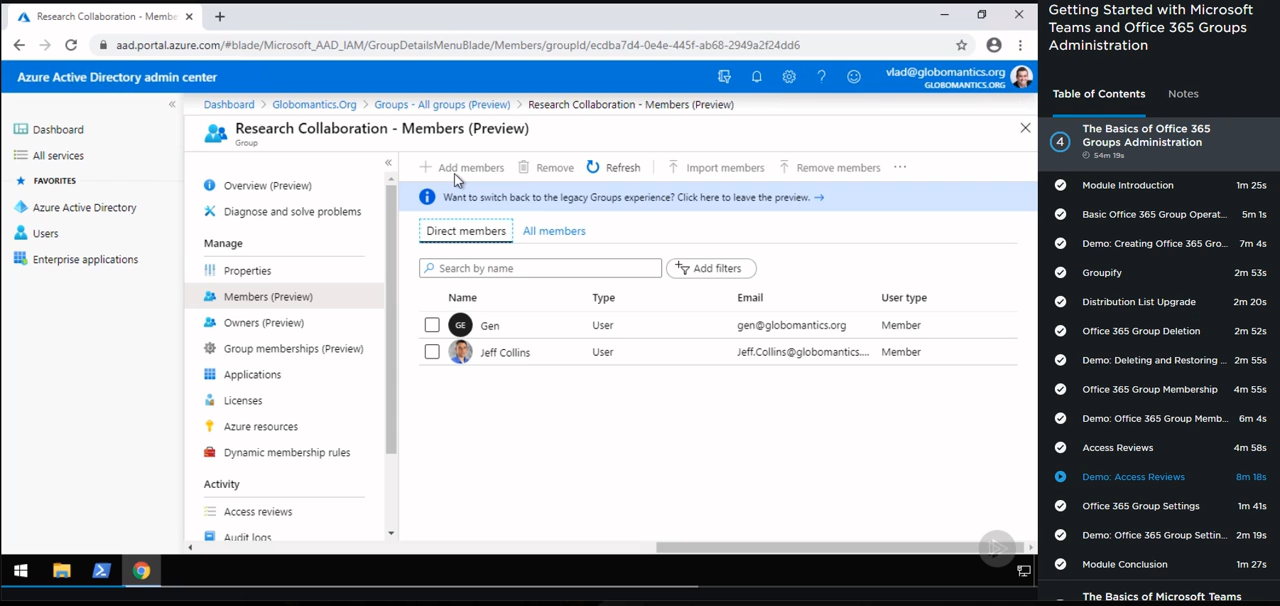 Research Collaboration - Membe
aad.portal.azure.com/#blade/Microsoft_AAD_IAM/GroupDetailsMenuBlade/Members/groupId/ecdba7d4-0e4e-445f-ab68-2949a2f24dd6
Azure Active Directory admin center
vlad@globomantics.org
GLOBOMANTICS.ORG
Dashboard
All services
FAVORITES
Azure Active Directory
Users
Enterprise applications
Dashboard > Globomantics.Org > Groups - All groups (Preview) > Research Collaboration - Members (Preview)
Research Collaboration - Members (Preview)
Group
Overview (Preview)
Diagnose and solve problems
Manage
Properties
Members (Preview)
Owners (Preview)
Group memberships (Preview)
Applications
Licenses
Azure resources
Dynamic membership rules
Activity
Access reviews
Audit logs
Add members Remove Refresh Import members Remove members ...
Want to switch back to the legacy Groups experience? Click here to leave the preview. →
Direct members All members
Search by name Add filters
Name Type Email User type
GE Gen User gen@globomantics.org Member
Jeff Collins User Jeff.Collins@globomantics.... Member
Getting Started with Microsoft
Teams and Office 365 Groups
Administration
Table of Contents Notes
4 The Basics of Office 365
Groups Administration
54m 19s
Module Introduction 1m 25s
Basic Office 365 Group Operat... 5m 1s
Demo: Creating Office 365 Gro... 7m 4s
Groupify 2m 53s
Distribution List Upgrade 2m 20s
Office 365 Group Deletion 2m 52s
Demo: Deleting and Restoring ... 2m 55s
Office 365 Group Membership 4m 55s
Demo: Office 365 Group Memb... 6m 4s
Access Reviews 4m 58s
Demo: Access Reviews 8m 18s
Office 365 Group Settings 1m 41s
Demo: Office 365 Group Settin... 2m 19s
Module Conclusion 1m 27s
The Basics of Microsoft Teams